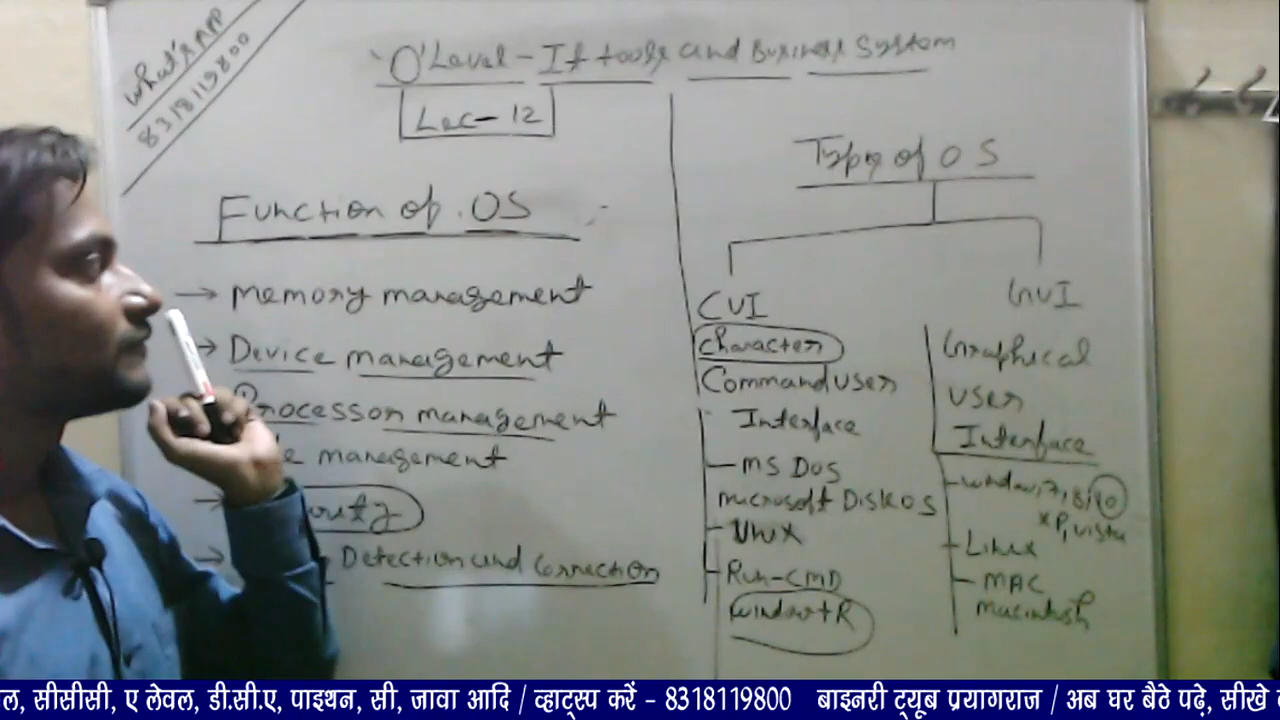 What's APP
8318119800
O'Level - It tools and Business System
Lec - 12
Function of OS
→ Memory management
→ Device management
Processor management
management
→
→ Detection and Correction
Types of OS
CUI
Character
Command User
Interface
- MS DOS
Microsoft Disk OS
- Run - CMD
Window + R
GUI
Graphical
User
Interface
- Window, 7, 8, 10
XP, Vista
- Linux
- MAC
Macintosh
सीसीसी, ए लेवल, डी.सी.ए, पाइथन, सी, जावा आदि / व्हाट्स्प करें - 8318119800 बाइनरी ट्यूब प्रयागराज / अब घर बैठे पढ़े, सीखे